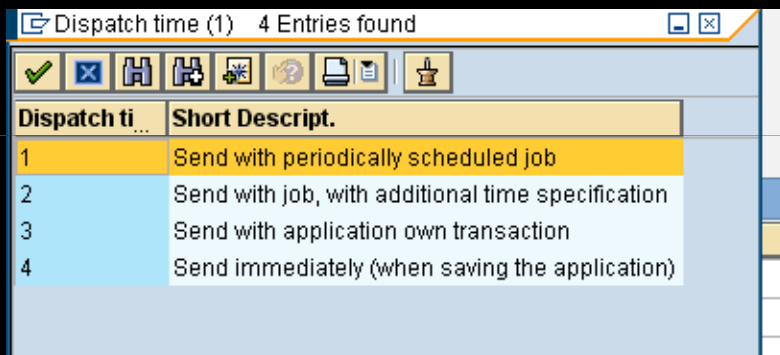 Dispatch time (1) 4 Entries found
Dispatch ti... Short Descript.
1 Send with periodically scheduled job
2 Send with job, with additional time specification
3 Send with application own transaction
4 Send immediately (when saving the application)